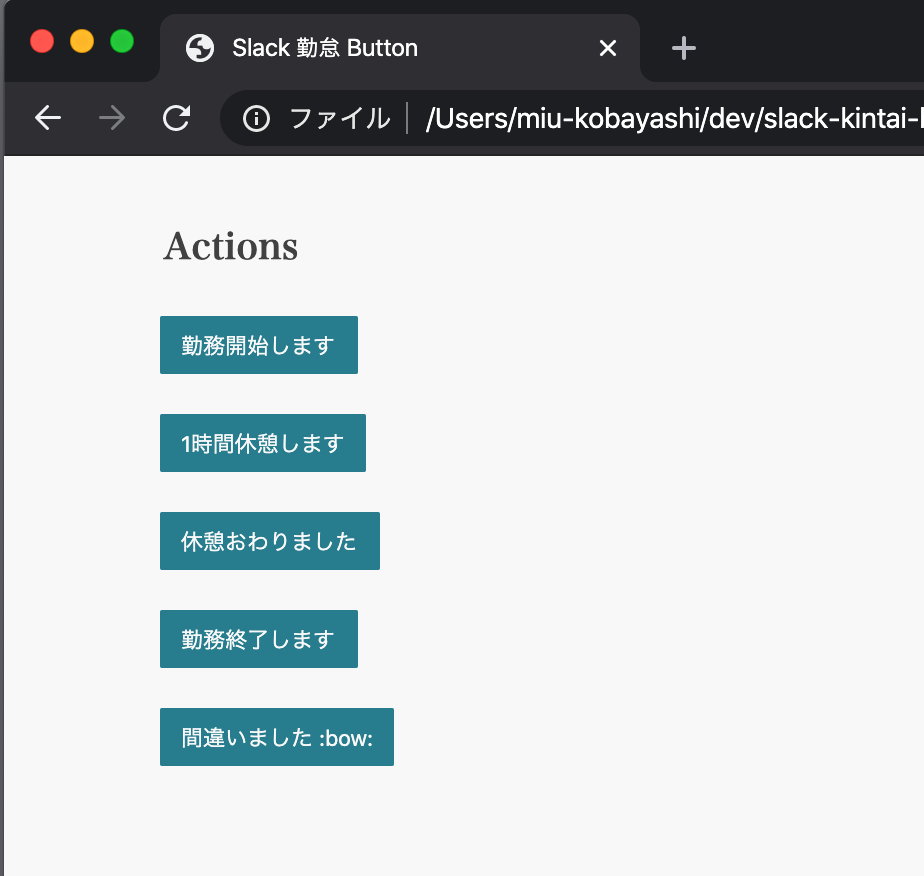 Slack 勤怠 Button
ファイル /Users/miu-kobayashi/dev/slack-kintai-
Actions
勤務開始します
1時間休憩します
休憩おわりました
勤務終了します
間違いました :bow: